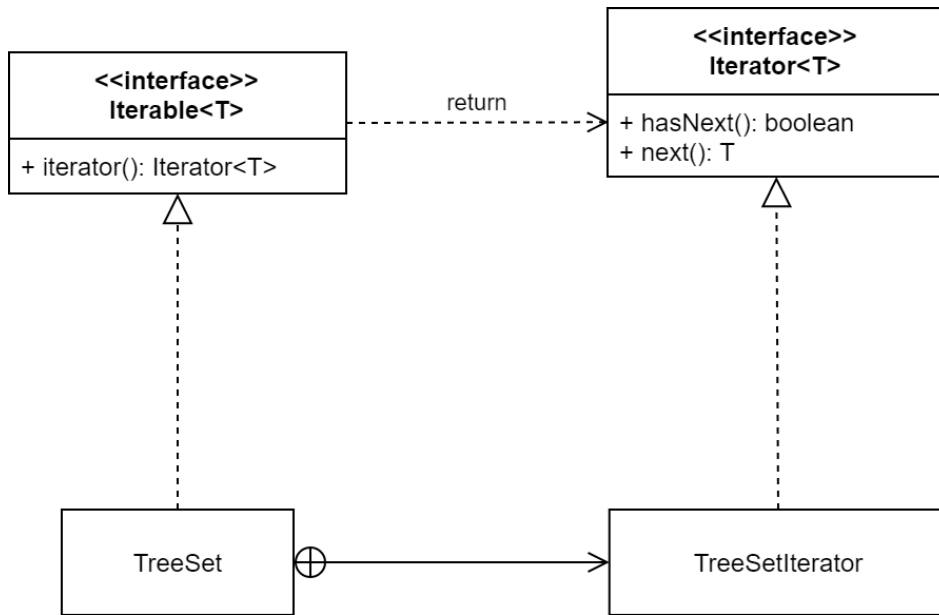 <<interface>>
Iterable<T>
+ iterator(): Iterator<T>
return
<<interface>>
Iterator<T>
+ hasNext(): boolean
+ next(): T
TreeSet
TreeSetIterator